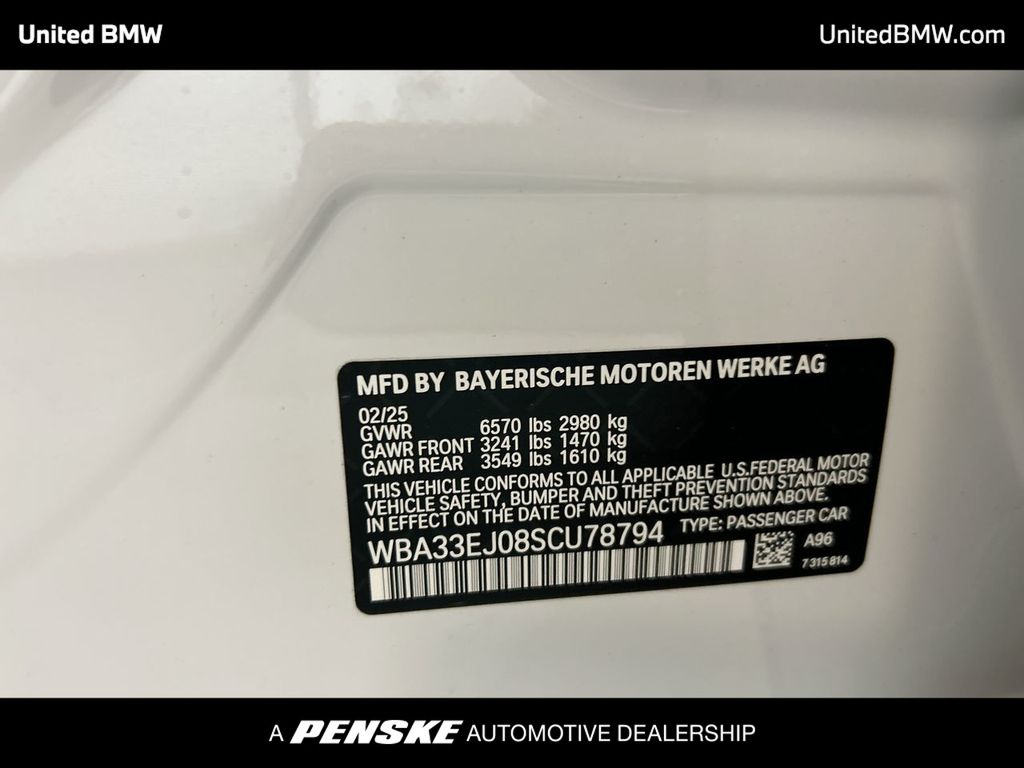 United BMW
UnitedBMW.com
MFD BY BAYERISCHE MOTOREN WERKE AG
02/25
GVWR 6570 lbs 2980 kg
GAWR FRONT 3241 lbs 1470 kg
GAWR REAR 3549 lbs 1610 kg
THIS VEHICLE CONFORMS TO ALL APPLICABLE U.S.FEDERAL MOTOR
VEHICLE SAFETY, BUMPER AND THEFT PREVENTION STANDARDS
IN EFFECT ON THE DATE OF MANUFACTURE SHOWN ABOVE.
WBA33EJ08SCU78794 TYPE: PASSENGER CAR
A96
7 315 814
A PENSKE AUTOMOTIVE DEALERSHIP